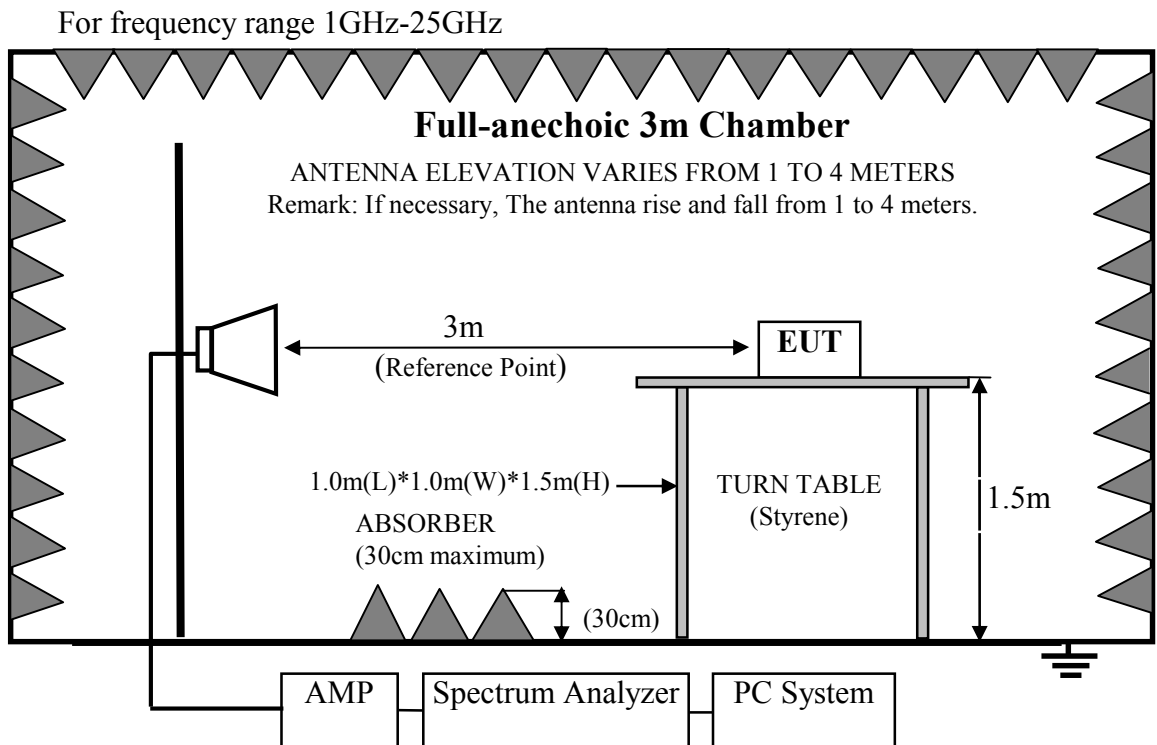 For frequency range 1GHz-25GHz
Full-anechoic 3m Chamber
ANTENNA ELEVATION VARIES FROM 1 TO 4 METERS
Remark: If necessary, The antenna rise and fall from 1 to 4 meters.
3m
(Reference Point)
EUT
1.0m(L)*1.0m(W)*1.5m(H)
TURN TABLE
(Styrene)
1.5m
ABSORBER
(30cm maximum)
(30cm)
AMP
Spectrum Analyzer
PC System